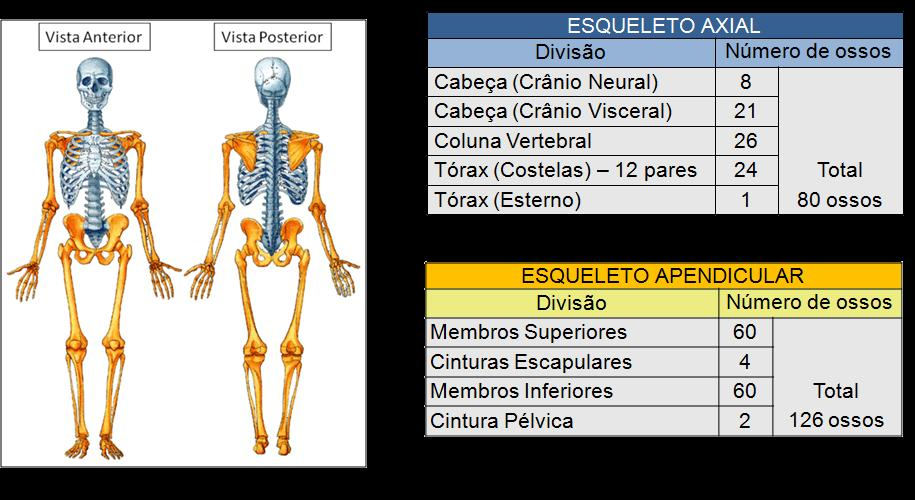 Vista Anterior
Vista Posterior
ESQUELETO AXIAL
Divisão Número de ossos
Cabeça (Crânio Neural) 8
Cabeça (Crânio Visceral) 21
Coluna Vertebral 26
Tórax (Costelas) – 12 pares 24 Total
Tórax (Esterno) 1 80 ossos
ESQUELETO APENDICULAR
Divisão Número de ossos
Membros Superiores 60
Cinturas Escapulares 4
Membros Inferiores 60 Total
Cintura Pélvica 2 126 ossos